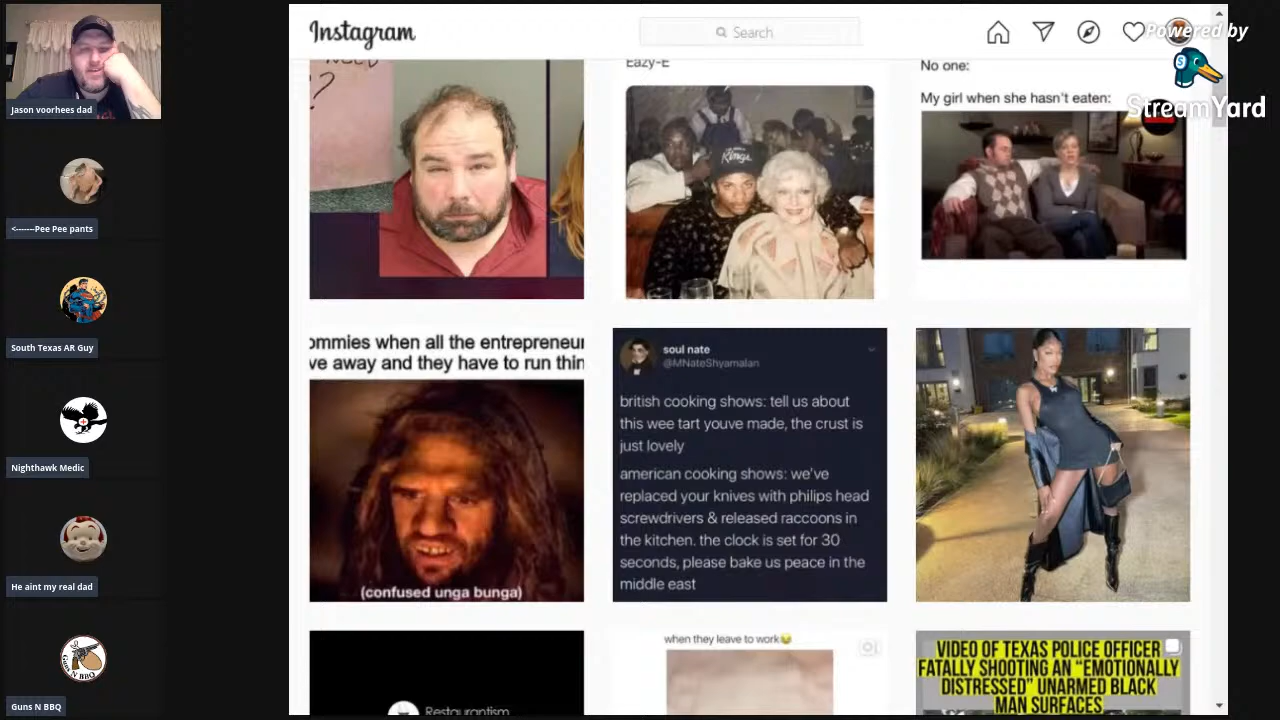 Jason voorhees dad
<------Pee Pee pants
South Texas AR Guy
Nighthawk Medic
He aint my real dad
GUNS N BBQ
Guns N BBQ
Instagram
Search
Powered by
StreamYard
NEED
?
Eazy-E
Kings
No one:
My girl when she hasn't eaten:
ommies when all the entrepreneur
ve away and they have to run thin
(confused unga bunga)
soul nate
@MNateShyamalan
british cooking shows: tell us about
this wee tart youve made, the crust is
just lovely
american cooking shows: we've
replaced your knives with philips head
screwdrivers & released raccoons in
the kitchen. the clock is set for 30
seconds, please bake us peace in the
middle east
Restaurantism
when they leave to work😂
VIDEO OF TEXAS POLICE OFFICER
FATALLY SHOOTING AN “EMOTIONALLY
DISTRESSED” UNARMED BLACK
MAN SURFACES